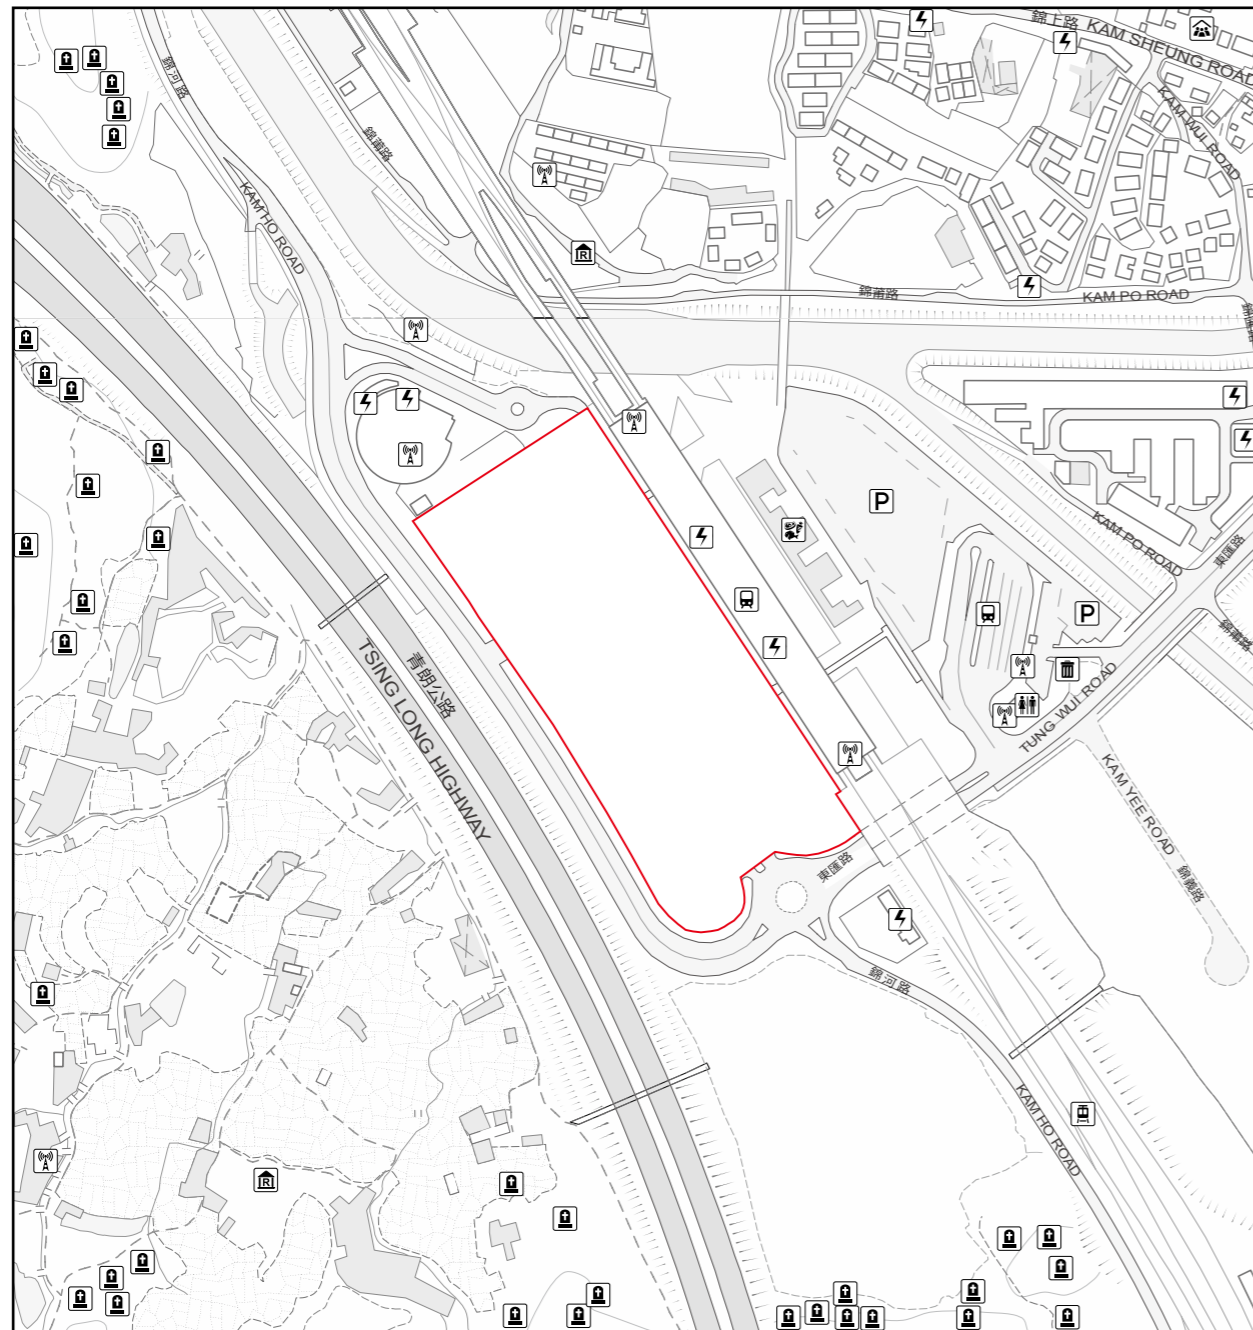 錦上路 KAM SHEUNG ROAD
錦河路
KAM WUI ROAD
錦莆路
KAM HO ROAD
R
錦莆路
KAM PO ROAD
P
KAM PO ROAD
東匯路
P
青朗公路
TSING LONG HIGHWAY
TUNG WUI ROAD
KAM YEE ROAD 錦義路
東匯路
錦河路
KAM HO ROAD
R